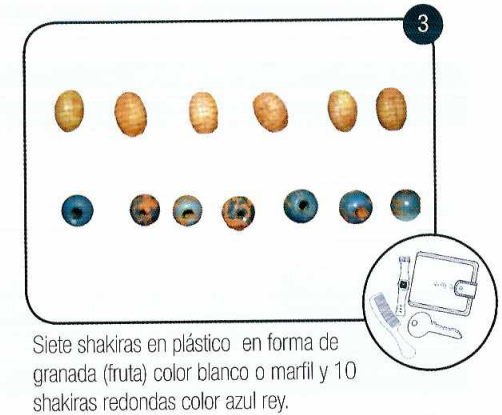 3
Siete shakiras en plástico en forma de
granada (fruta) color blanco o marfil y 10
shakiras redondas color azul rey.